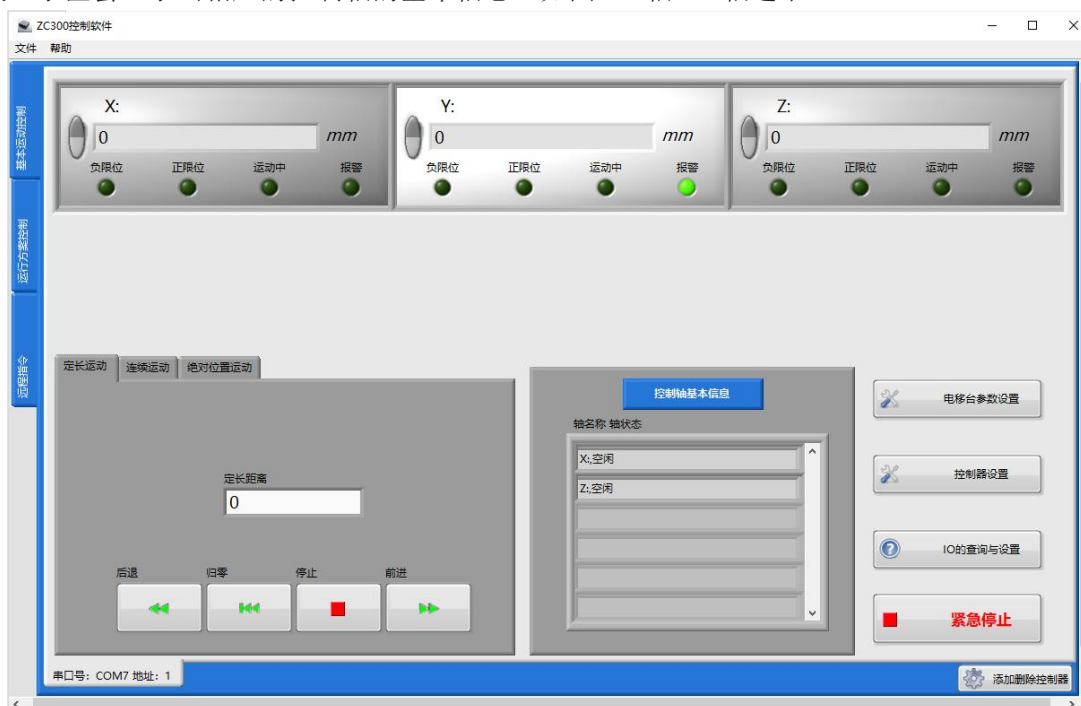 ZC300控制软件
文件 帮助
基本运动控制
运行方案控制
远程指令
X: Y: Z:
0 mm 0 mm 0 mm
负限位 正限位 运动中 报警 负限位 正限位 运动中 报警 负限位 正限位 运动中 报警
定长运动 连续运动 绝对位置运动
定长距离
0
后退 归零 停止 前进
控制轴基本信息
轴名称 轴状态
X:,空闲
Z:,空闲
电移台参数设置
控制器设置
IO的查询与设置
紧急停止
串口号：COM7 地址：1
添加删除控制器